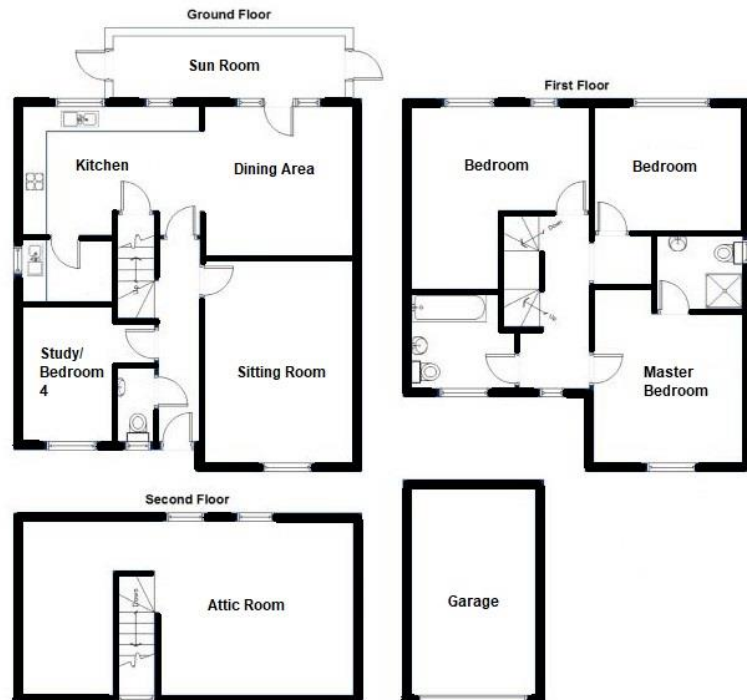 Ground Floor
Sun Room
Kitchen
Dining Area
Up
Study/
Bedroom
4
Sitting Room
First Floor
Bedroom
Bedroom
Down
Up
Master
Bedroom
Second Floor
Down
Attic Room
Garage